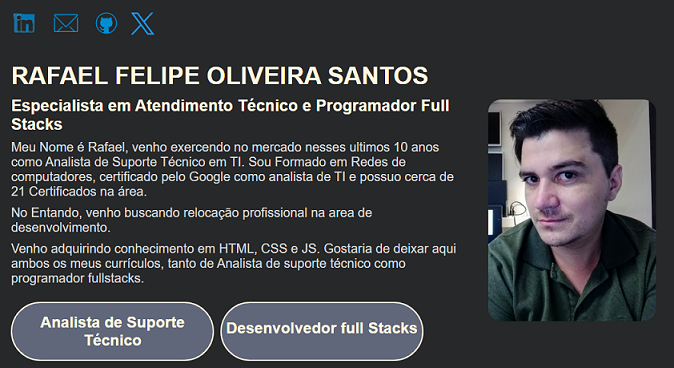 RAFAEL FELIPE OLIVEIRA SANTOS
Especialista em Atendimento Técnico e Programador Full
Stacks
Meu Nome é Rafael, venho exercendo no mercado nesses ultimos 10 anos
como Analista de Suporte Técnico em TI. Sou Formado em Redes de
computadores, certificado pelo Google como analista de TI e possuo cerca de
21 Certificados na área.
No Entando, venho buscando relocação profissional na area de
desenvolvimento.
Venho adquirindo conhecimento em HTML, CSS e JS. Gostaria de deixar aqui
ambos os meus currículos, tanto de Analista de suporte técnico como
programador fullstacks.
Analista de Suporte
Técnico
Desenvolvedor full Stacks